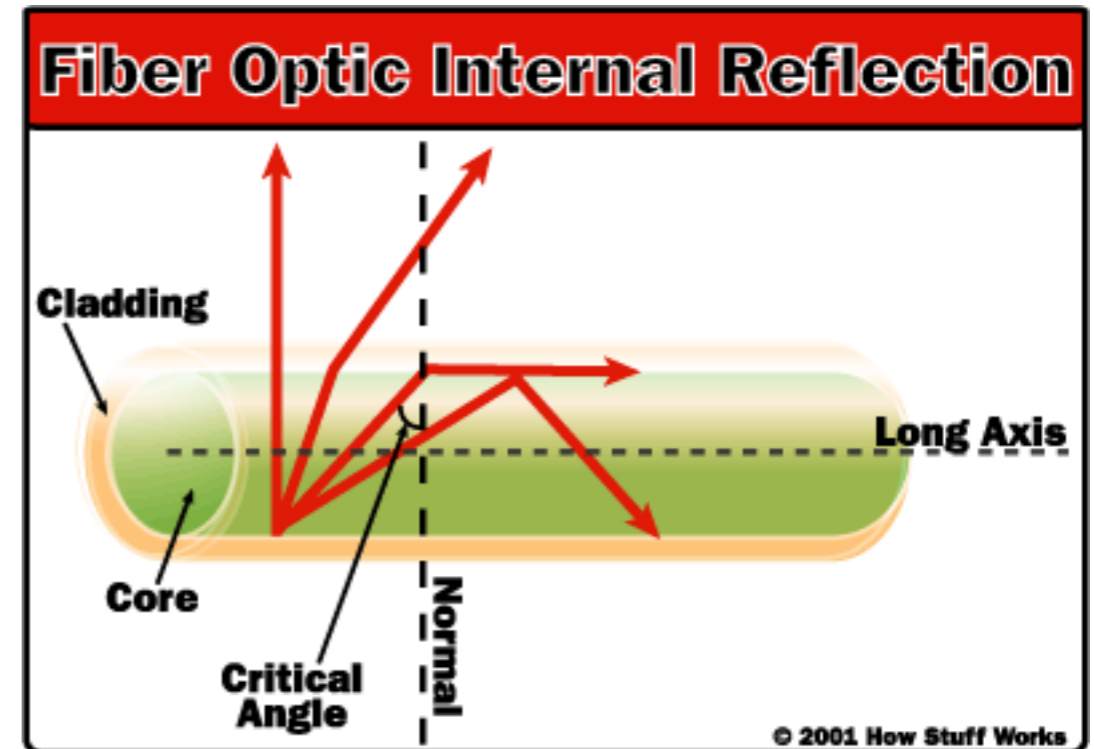 Fiber Optic Internal Reflection
Cladding
Long Axis
Core
Normal
Critical
Angle
© 2001 How Stuff Works